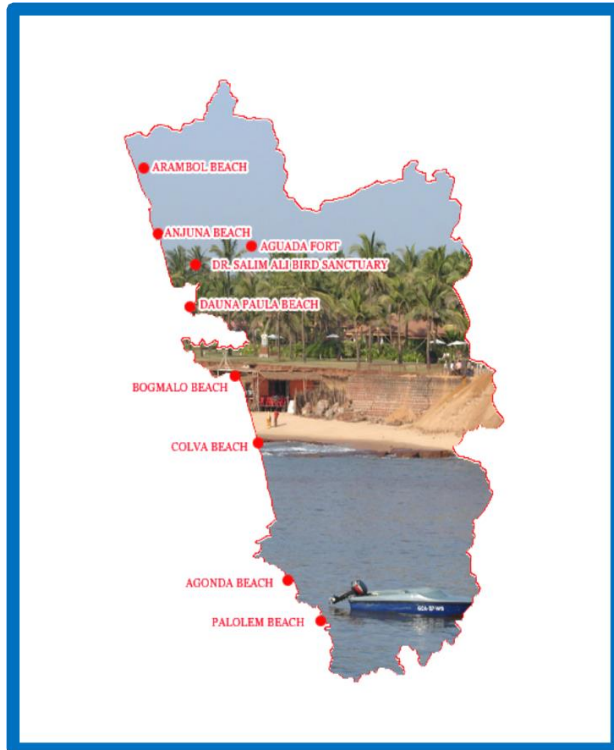 ARAMBOL BEACH
ANJUNA BEACH
AGUADA FORT
DR. SALIM ALI BIRD SANCTUARY
DAUNA PAULA BEACH
BOGMALO BEACH
COLVA BEACH
AGONDA BEACH
PALOLEM BEACH